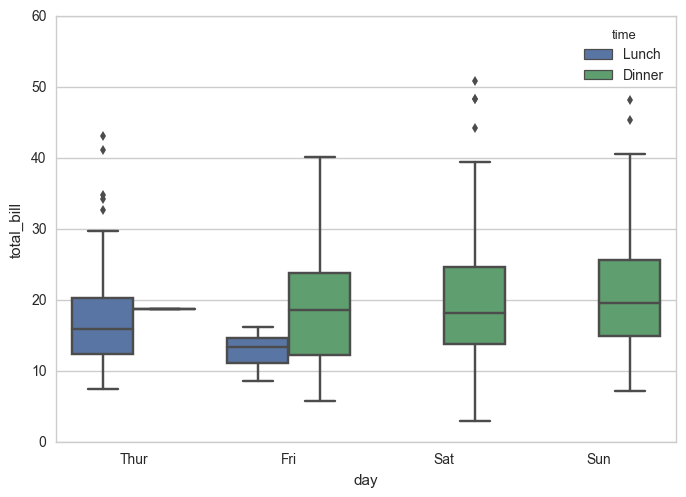 60
50
40
30
20
10
0
total_bill
time
Lunch
Dinner
Thur Fri Sat Sun
day